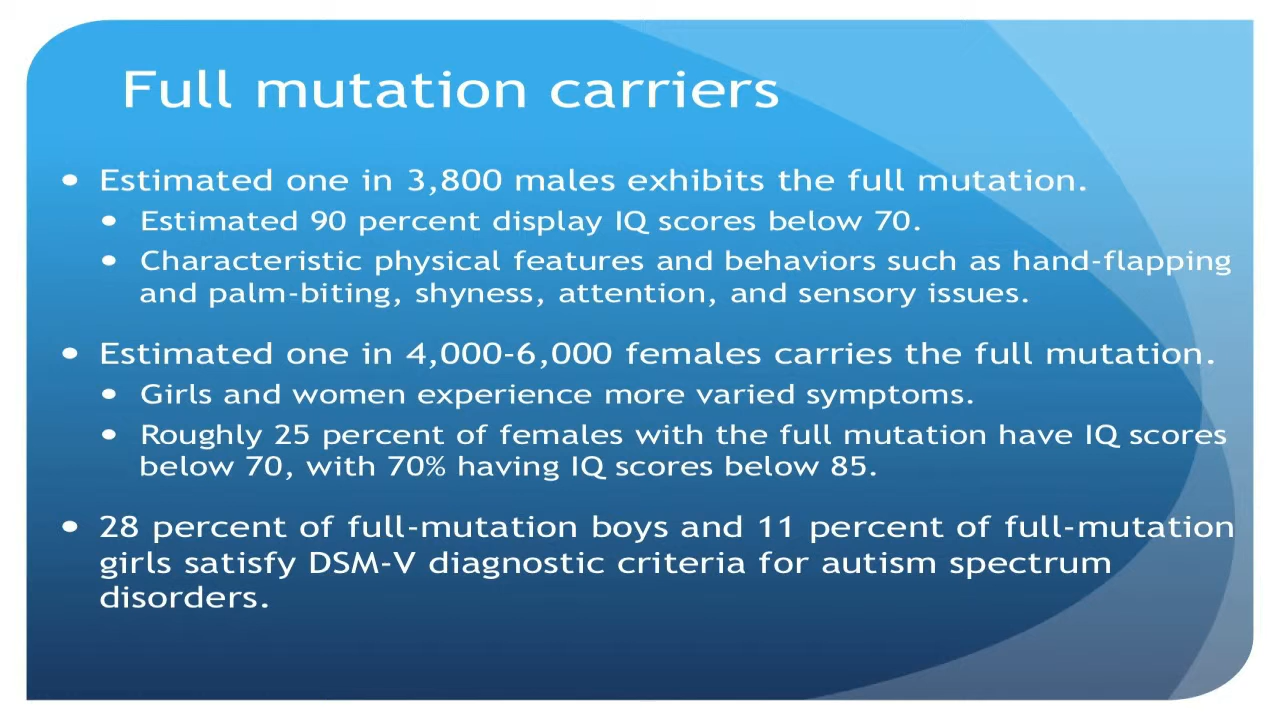 Full mutation carriers
• Estimated one in 3,800 males exhibits the full mutation.
• Estimated 90 percent display IQ scores below 70.
• Characteristic physical features and behaviors such as hand-flapping
and palm-biting, shyness, attention, and sensory issues.
• Estimated one in 4,000-6,000 females carries the full mutation.
• Girls and women experience more varied symptoms.
• Roughly 25 percent of females with the full mutation have IQ scores
below 70, with 70% having IQ scores below 85.
• 28 percent of full-mutation boys and 11 percent of full-mutation
girls satisfy DSM-V diagnostic criteria for autism spectrum
disorders.